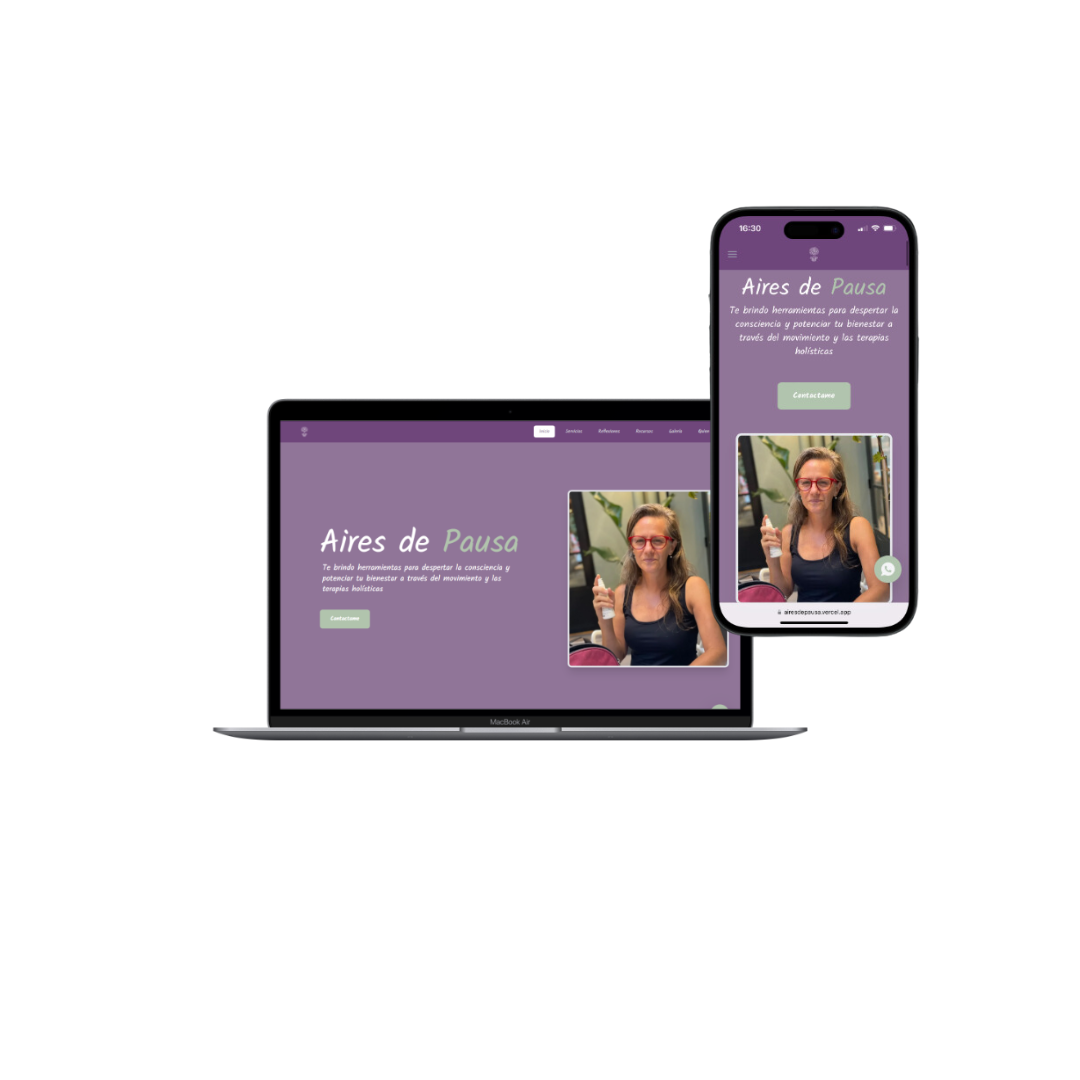 16:30
Aires de Pausa
Te brindo herramientas para despertar la
consciencia y potenciar tu bienestar a
través del movimiento y las terapias
holísticas
Contactame
airesdepausa.vercel.app
Inicio Servicios Reflexiones Recursos Galería
Aires de Pausa
Te brindo herramientas para despertar la consciencia y
potenciar tu bienestar a través del movimiento y las
terapias holísticas
Contactame
MacBook Air